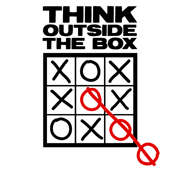 THINK
OUTSIDE
THE BOX
X O X
X O X
O X O
O